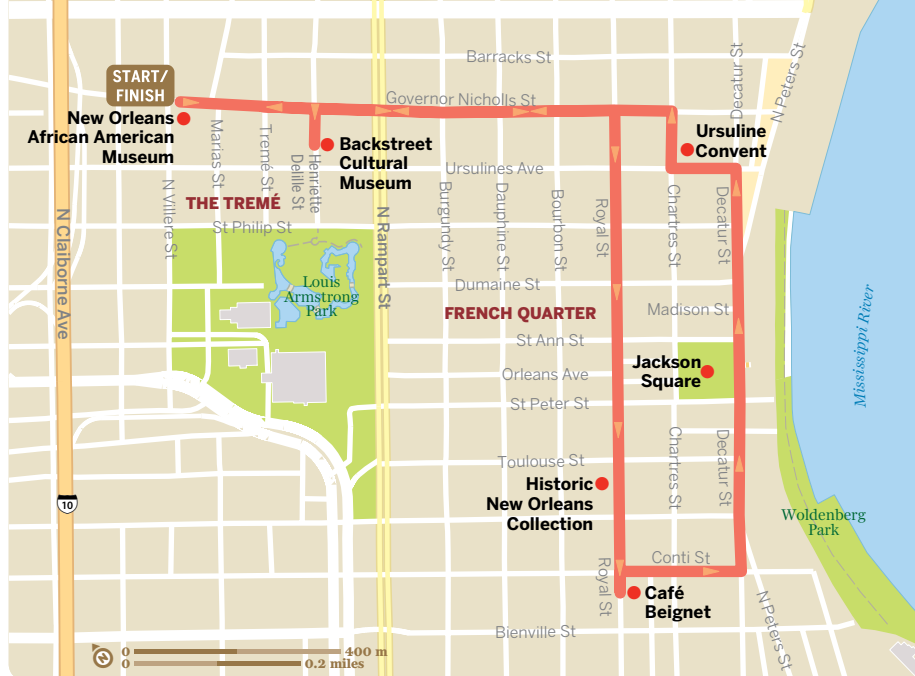 Barracks St
Decatur St
N Peters St
START/
FINISH
Governor Nicholls St
New Orleans
African American
Museum
Marias St
Tremé St
Henriette
Delille St
Backstreet
Cultural
Museum
Ursuline
Convent
Ursulines Ave
N Villere St
THE TREMÉ
St Philip St
N Claiborne Ave
N Rampart St
Burgundy St
Dauphine St
Bourbon St
Royal St
Chartres St
Decatur St
Louis
Armstrong
Park
Dumaine St
FRENCH QUARTER
Madison St
St Ann St
Mississippi River
Jackson
Square
Orleans Ave
St Peter St
Chartres St
Decatur St
Toulouse St
Historic
New Orleans
Collection
10
Woldenberg
Park
Conti St
Royal St
Café
Beignet
N Peters St
Bienville St
0 400 m
0 0.2 miles